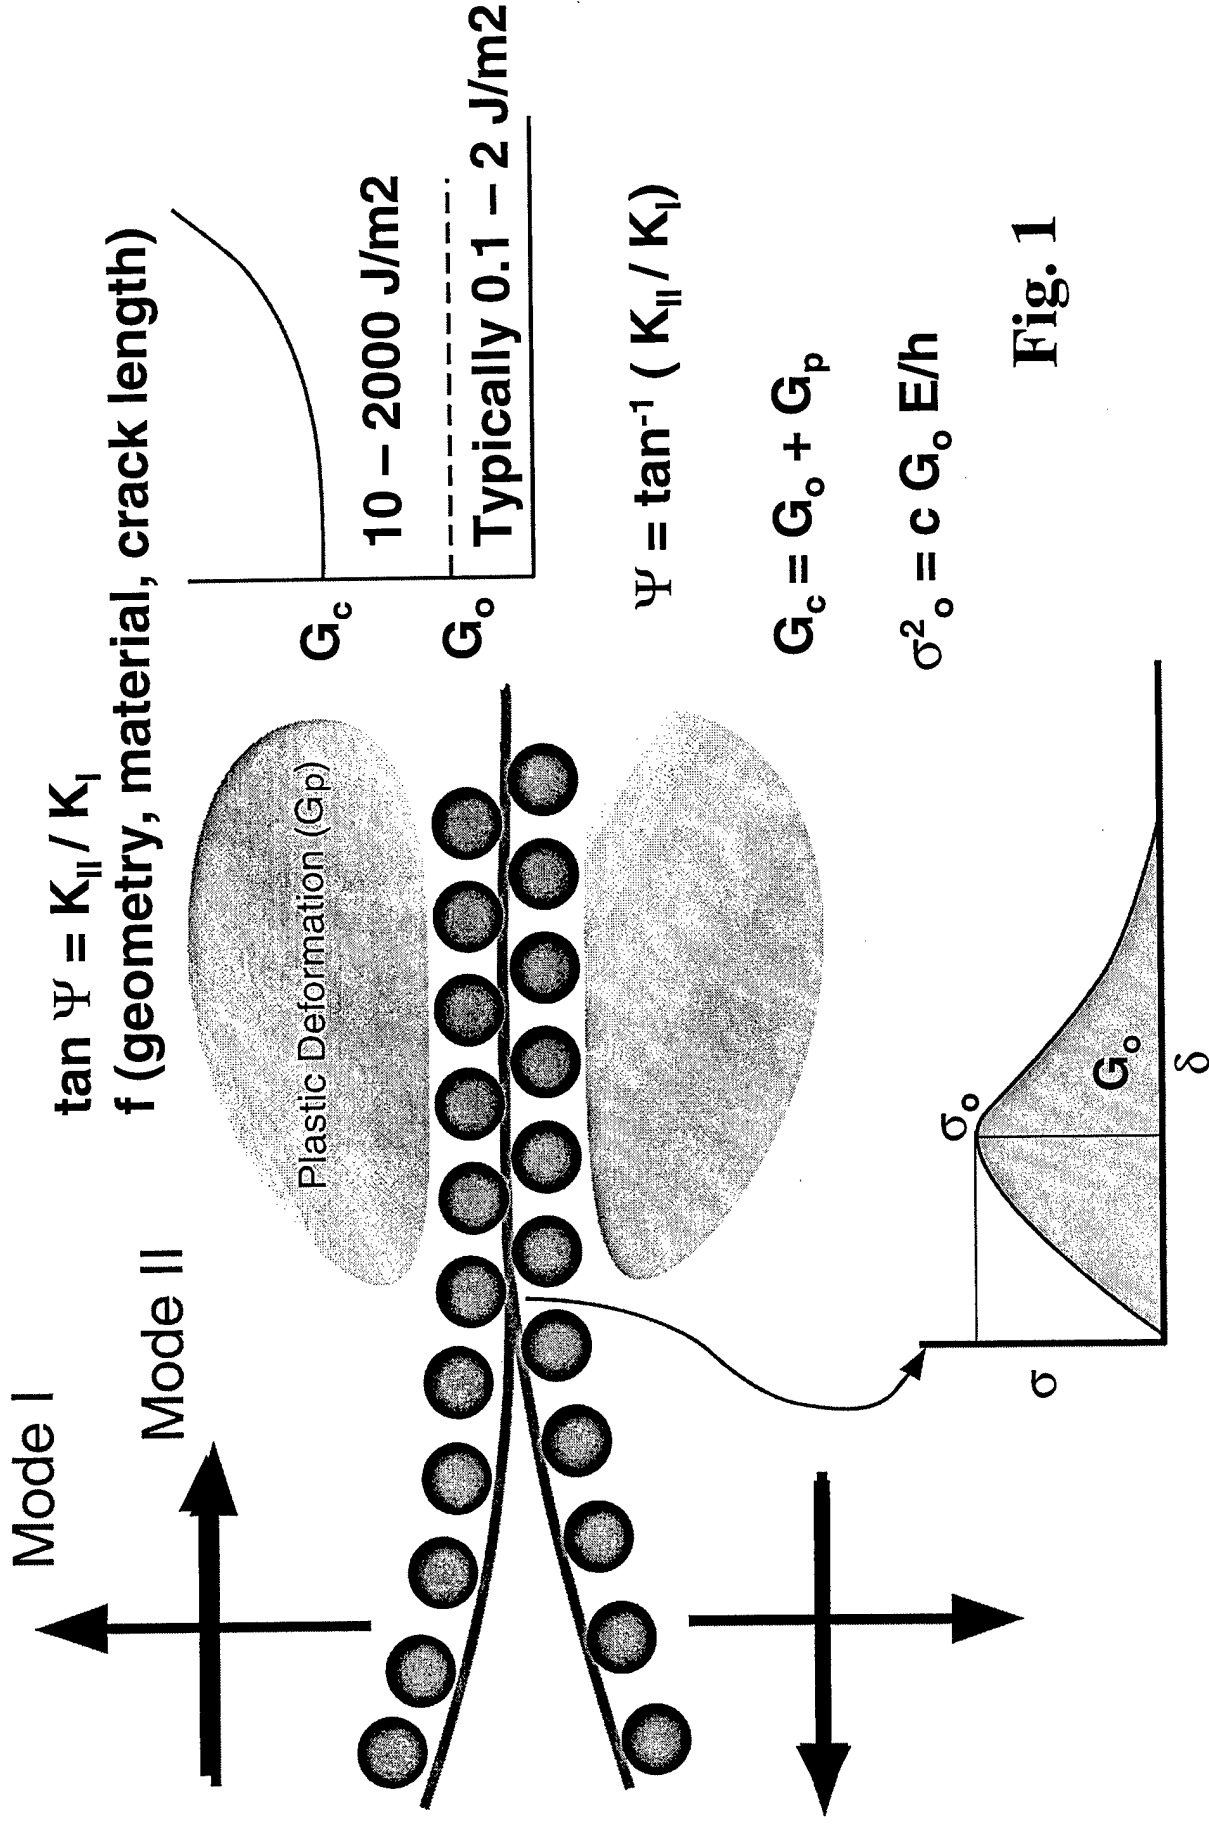 Mode I
Mode II
tan Ψ = K_II / K_I
f (geometry, material, crack length)
Plastic Deformation (Gp)
G_c
10 – 2000 J/m2
G_o
Typically 0.1 – 2 J/m2
Ψ = tan⁻¹ ( K_II / K_I)
G_c = G_o + G_p
σ²_o = c G_o E/h
σ_o
σ
G_o
δ
Fig. 1